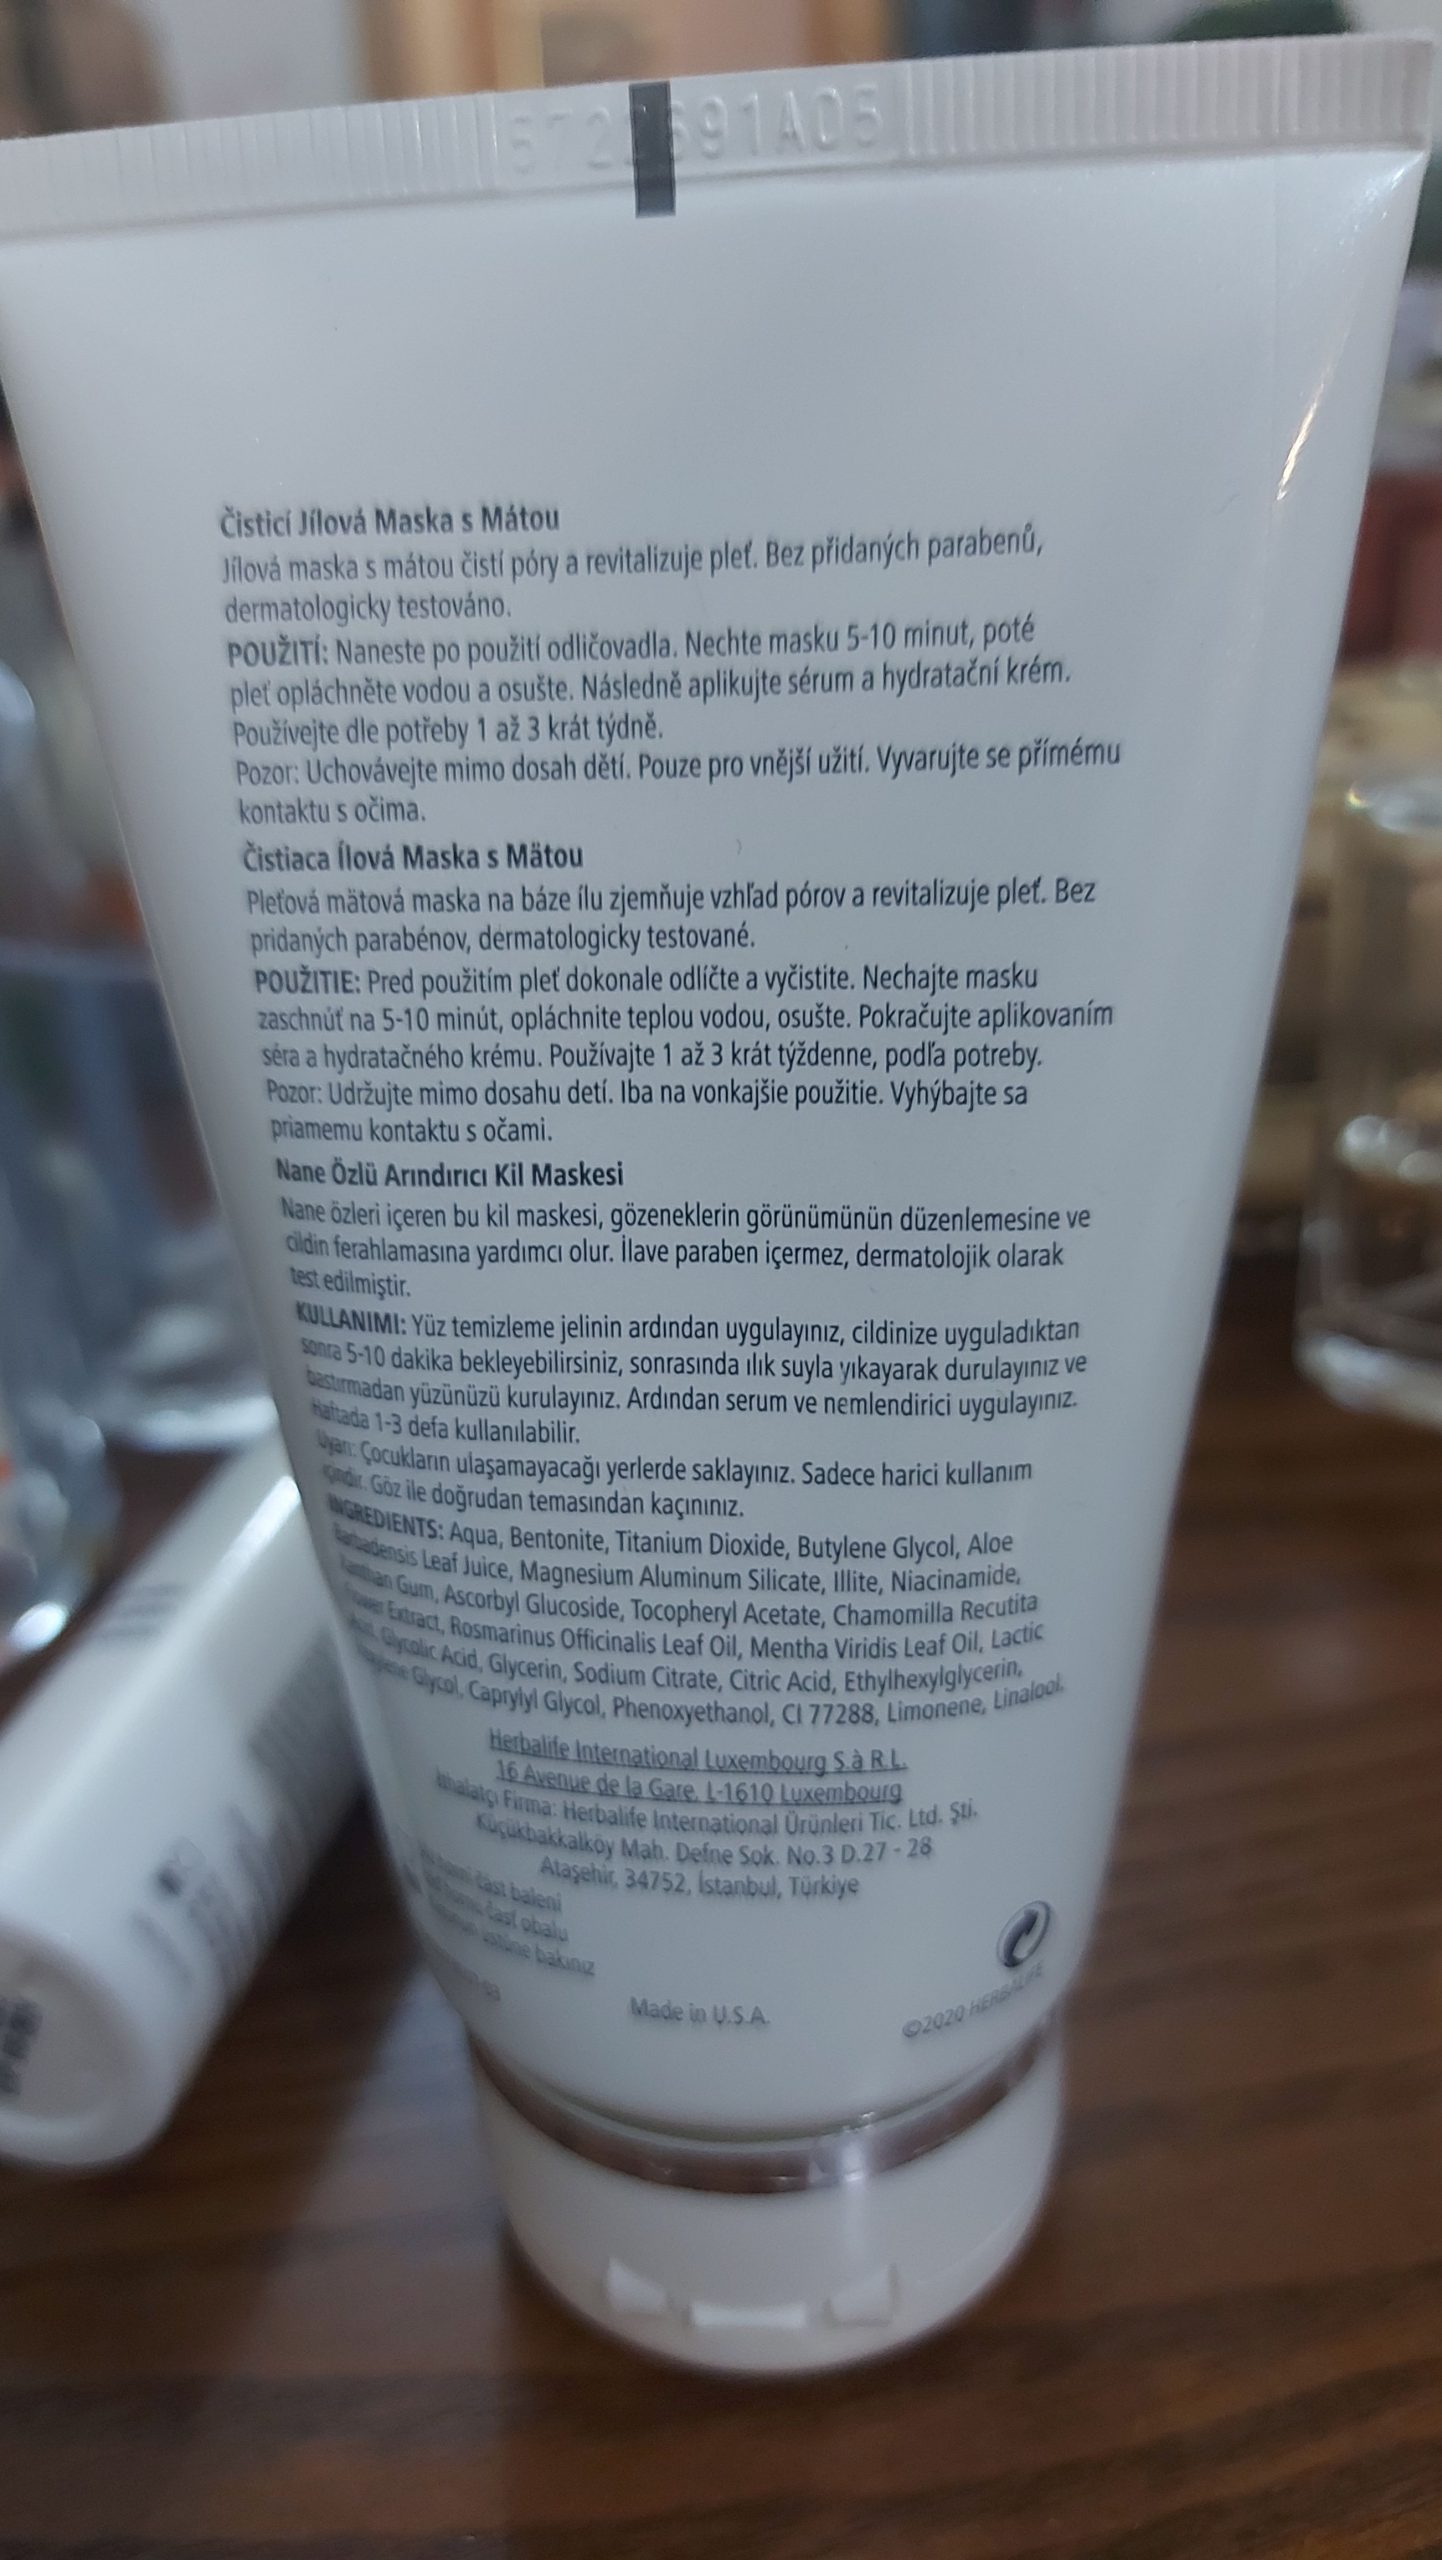 691A05
Čisticí Jílová Maska s Mátou
Jílová maska s mátou čistí póry a revitalizuje pleť. Bez přidaných parabenů,
dermatologicky testováno.
POUŽITÍ: Naneste po použití odličovadla. Nechte masku 5-10 minut, poté
pleť opláchněte vodou a osušte. Následně aplikujte sérum a hydratační krém.
Používejte dle potřeby 1 až 3 krát týdně.
Pozor: Uchovávejte mimo dosah dětí. Pouze pro vnější užití. Vyvarujte se přímému
kontaktu s očima.
Čistiaca Ílová Maska s Mätou
Pleťová mätová maska na báze ílu zjemňuje vzhľad pórov a revitalizuje pleť. Bez
pridaných parabénov, dermatologicky testované.
POUŽITIE: Pred použitím pleť dokonale odlíčte a vyčistite. Nechajte masku
zaschnúť na 5-10 minút, opláchnite teplou vodou, osušte. Pokračujte aplikovaním
séra a hydratačného krému. Používajte 1 až 3 krát týždenne, podľa potreby.
Pozor: Udržujte mimo dosahu detí. Iba na vonkajšie použitie. Vyhýbajte sa
priamemu kontaktu s očami.
Nane Özlü Arındırıcı Kil Maskesi
Nane özleri içeren bu kil maskesi, gözeneklerin görünümünün düzenlemesine ve
cildin ferahlamasına yardımcı olur. İlave paraben içermez, dermatolojik olarak
test edilmiştir.
KULLANIMI: Yüz temizleme jelinin ardından uygulayınız, cildinize uyguladıktan
sonra 5-10 dakika bekleyebilirsiniz, sonrasında ılık suyla yıkayarak durulayınız ve
bastırmadan yüzünüzü kurulayınız. Ardından serum ve nemlendirici uygulayınız.
Haftada 1-3 defa kullanılabilir.
Uyarı: Çocukların ulaşamayacağı yerlerde saklayınız. Sadece harici kullanım
içindir. Göz ile doğrudan temasından kaçınınız.
INGREDIENTS: Aqua, Bentonite, Titanium Dioxide, Butylene Glycol, Aloe
Barbadensis Leaf Juice, Magnesium Aluminum Silicate, Illite, Niacinamide,
Xanthan Gum, Ascorbyl Glucoside, Tocopheryl Acetate, Chamomilla Recutita
Flower Extract, Rosmarinus Officinalis Leaf Oil, Mentha Viridis Leaf Oil, Lactic
Acid, Glycolic Acid, Glycerin, Sodium Citrate, Citric Acid, Ethylhexylglycerin,
Glycol, Caprylyl Glycol, Phenoxyethanol, CI 77288, Limonene, Linalool.
Herbalife International Luxembourg S.à R.L.
16 Avenue de la Gare, L-1610 Luxembourg
İthalatçı Firma: Herbalife International Ürünleri Tic. Ltd. Şti.
Küçükbakkalköy Mah. Defne Sok. No.3 D.27 - 28
Ataşehir, 34752, İstanbul, Türkiye
část balení
časť obalu
üstüne bakınız
Made in U.S.A.
©2020 HERBALIFE